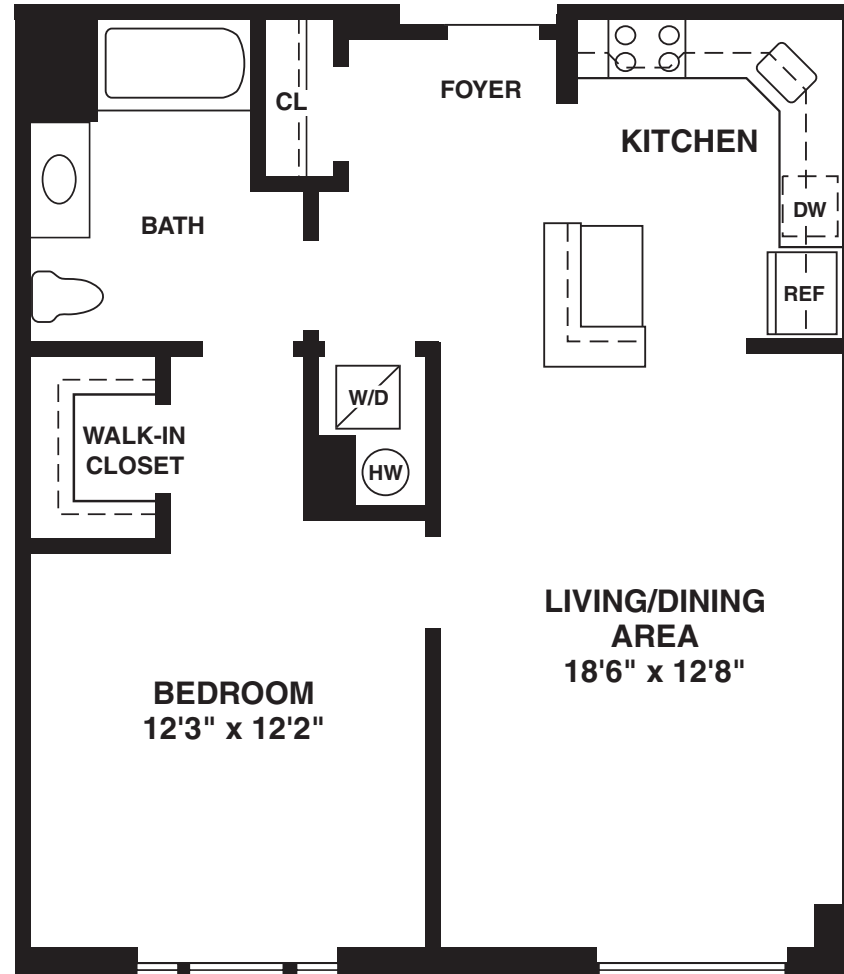 CL
FOYER
KITCHEN
BATH
DW
REF
W/D
WALK-IN
CLOSET
HW
LIVING/DINING
AREA
18'6" x 12'8"
BEDROOM
12'3" x 12'2"